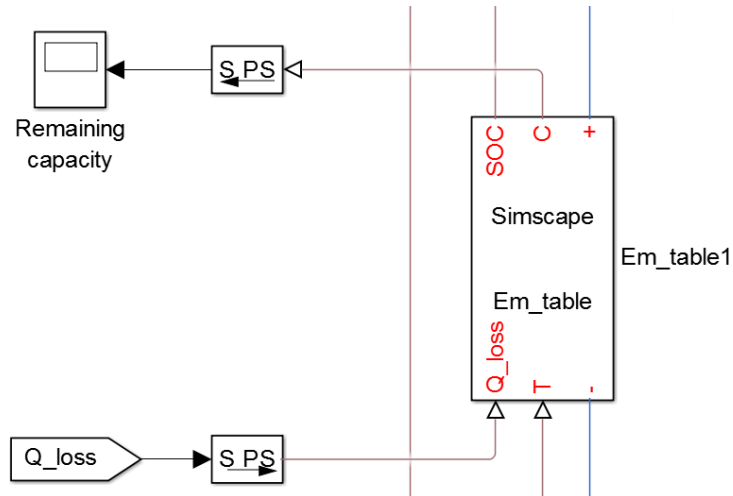 S PS
Remaining
capacity
SOC
C
+
Simscape
Em_table1
Em_table
Q_loss
T
-
Q_loss
S PS